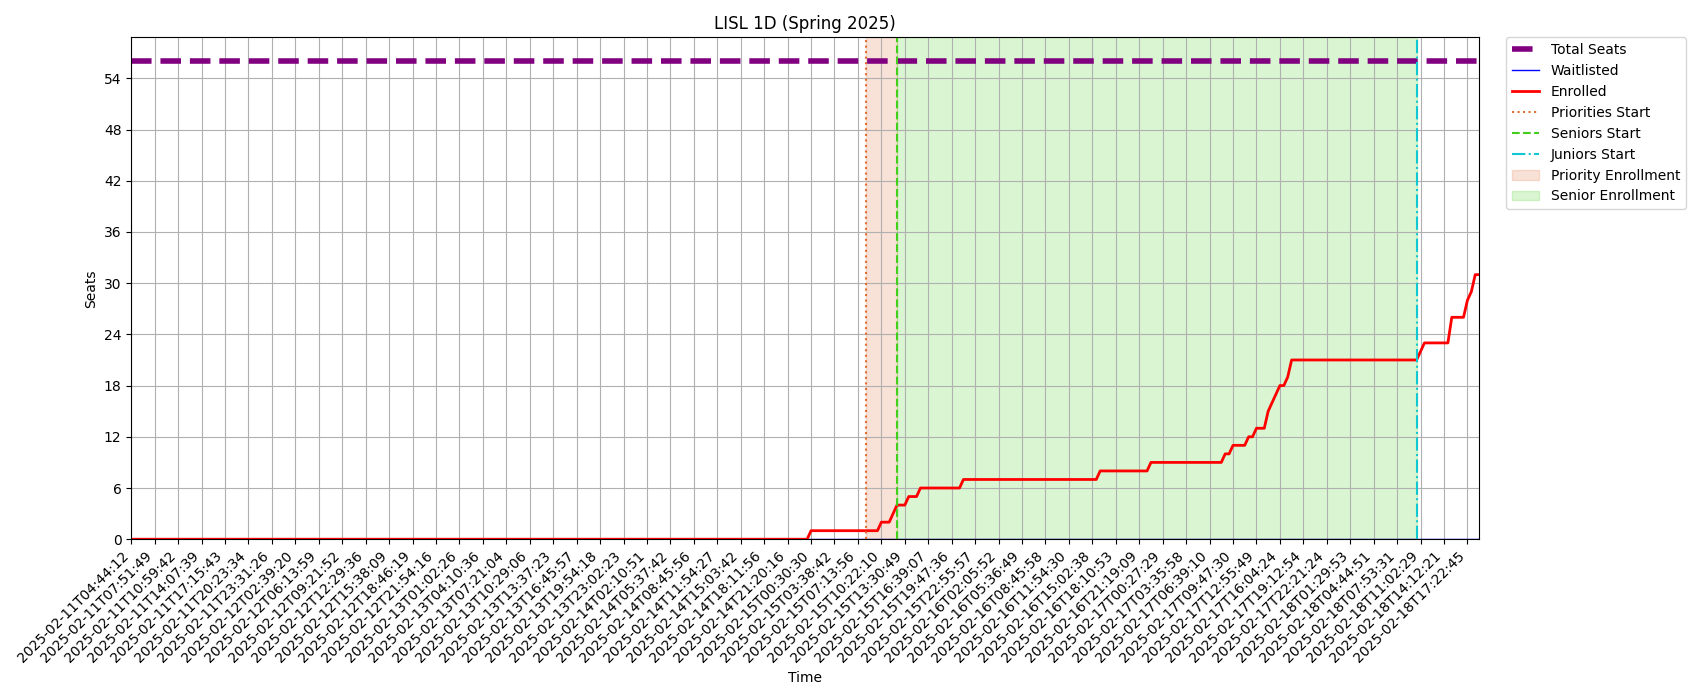 LISL 1D (Spring 2025)
Total Seats
Waitlisted
Enrolled
Priorities Start
Seniors Start
Juniors Start
Priority Enrollment
Senior Enrollment
Seats
54
48
42
36
30
24
18
12
6
0
2025-02-11T04:44:12
2025-02-11T07:51:49
2025-02-11T10:59:42
2025-02-11T14:07:39
2025-02-11T17:15:43
2025-02-11T20:23:34
2025-02-11T23:31:26
2025-02-12T02:39:20
2025-02-12T06:13:59
2025-02-12T09:21:52
2025-02-12T12:29:36
2025-02-12T15:38:09
2025-02-12T18:46:19
2025-02-12T21:54:16
2025-02-13T01:02:26
2025-02-13T04:10:36
2025-02-13T07:21:04
2025-02-13T10:29:06
2025-02-13T13:37:23
2025-02-13T16:45:57
2025-02-13T19:54:18
2025-02-13T23:02:23
2025-02-14T02:10:51
2025-02-14T05:37:42
2025-02-14T08:45:56
2025-02-14T11:54:27
2025-02-14T15:03:42
2025-02-14T18:11:56
2025-02-14T21:20:16
2025-02-15T00:30:30
2025-02-15T03:38:42
2025-02-15T07:13:56
2025-02-15T10:22:10
2025-02-15T13:30:49
2025-02-15T16:39:07
2025-02-15T19:47:36
2025-02-15T22:55:57
2025-02-16T02:05:52
2025-02-16T05:36:49
2025-02-16T08:45:58
2025-02-16T11:54:30
2025-02-16T15:02:38
2025-02-16T18:10:53
2025-02-16T21:19:09
2025-02-17T00:27:29
2025-02-17T03:35:58
2025-02-17T06:39:10
2025-02-17T09:47:30
2025-02-17T12:55:49
2025-02-17T16:04:24
2025-02-17T19:12:54
2025-02-17T22:21:24
2025-02-18T01:29:53
2025-02-18T04:44:51
2025-02-18T07:53:31
2025-02-18T11:02:29
2025-02-18T14:12:21
2025-02-18T17:22:45
Time